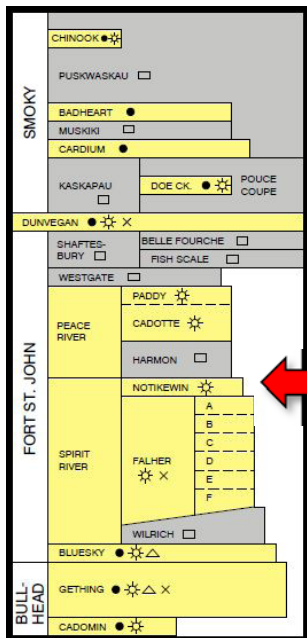 SMOKY
CHINOOK
PUSKWASKAU
BADHEART
MUSKIKI
CARDIUM
KASKAPAU
DOE CK.
POUCE
COUPE
DUNVEGAN
FORT ST. JOHN
SHAFTES-
BURY
BELLE FOURCHE
FISH SCALE
WESTGATE
PEACE
RIVER
PADDY
CADOTTE
HARMON
SPIRIT
RIVER
NOTIKEWIN
FALHER
A
B
C
D
E
F
WILRICH
BLUESKY
BULL-
HEAD
GETHING
CADOMIN